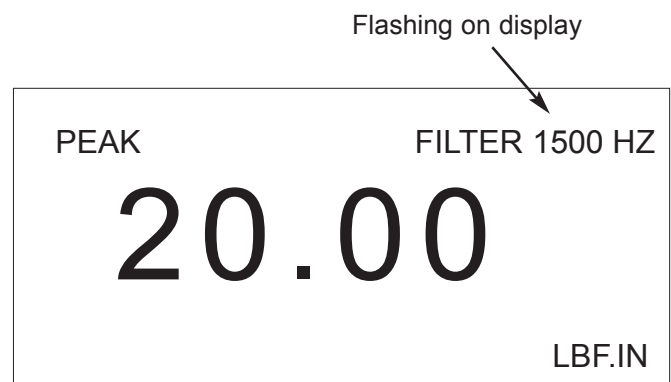 Flashing on display
PEAK FILTER 1500 HZ
20.00
LBF.IN